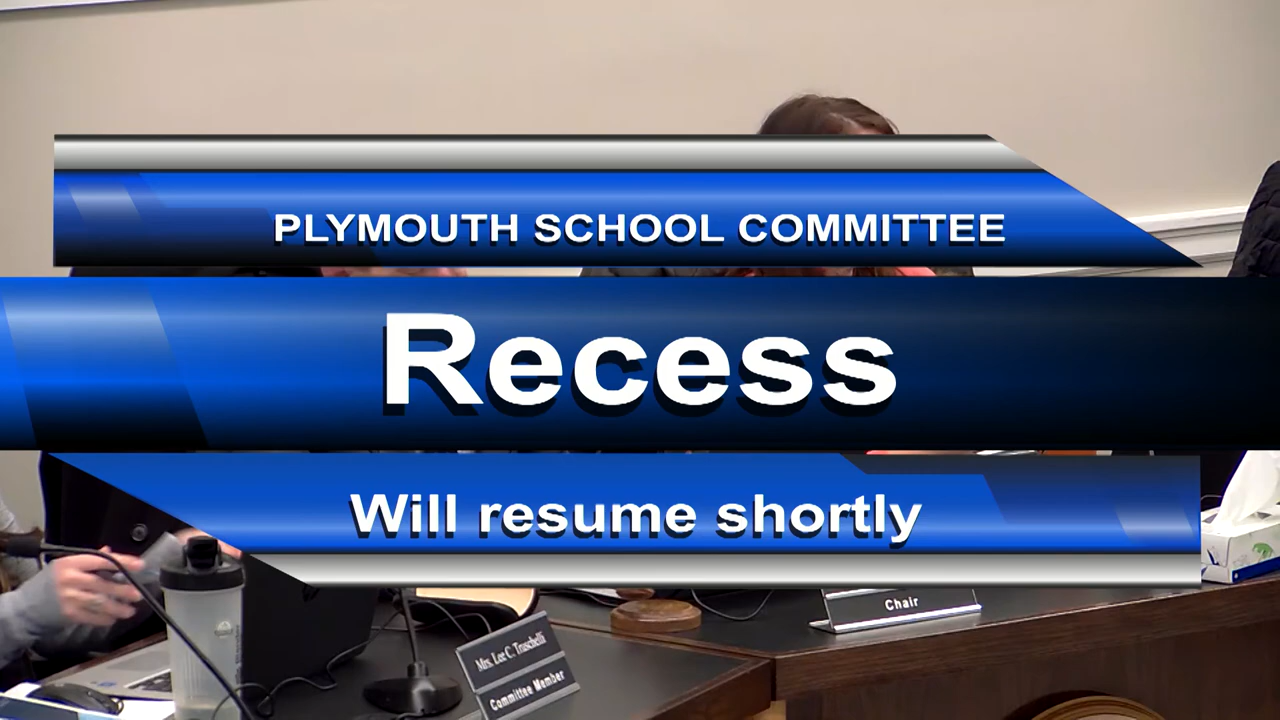 PLYMOUTH SCHOOL COMMITTEE
Recess
Will resume shortly
Chair
Mrs. Lee C. Truschelli
Committee Member